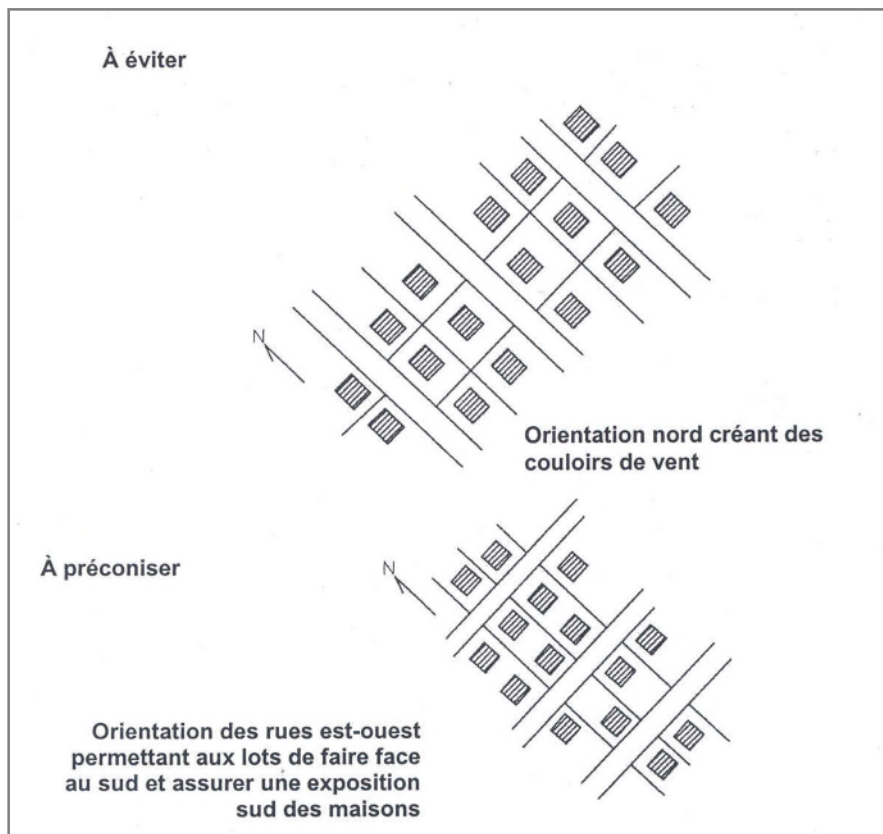 À éviter
N
Orientation nord créant des
couloirs de vent
À préconiser
N
Orientation des rues est-ouest
permettant aux lots de faire face
au sud et assurer une exposition
sud des maisons